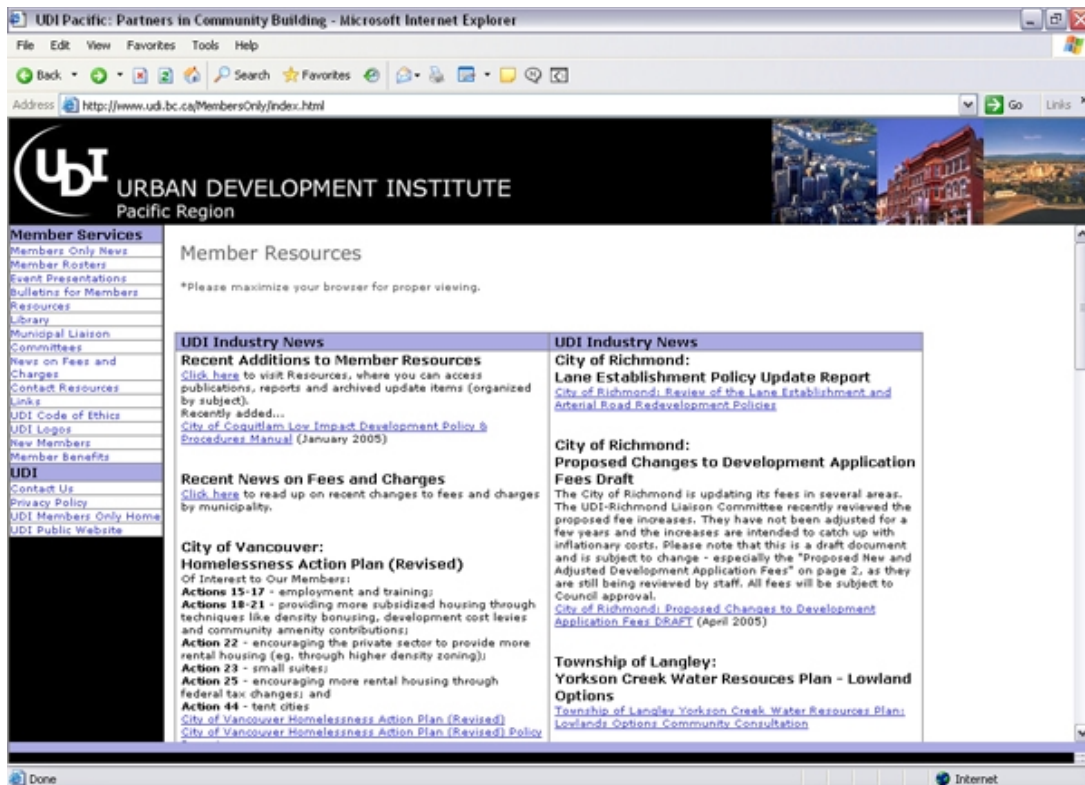 UDI Pacific: Partners in Community Building - Microsoft Internet Explorer
File Edit View Favorites Tools Help
Back Search Favorites
Address http://www.udi.bc.ca/MembersOnly/index.html Go Links
UDI
URBAN DEVELOPMENT INSTITUTE
Pacific Region
Member Services
Members Only News
Member Rosters
Event Presentations
Bulletins for Members
Resources
Library
Municipal Liaison
Committees
News on Fees and
Charges
Contact Resources
Links
UDI Code of Ethics
UDI Logos
New Members
Member Benefits
UDI
Contact Us
Privacy Policy
UDI Members Only Home
UDI Public Website
Member Resources
*Please maximize your browser for proper viewing.
UDI Industry News
Recent Additions to Member Resources
Click here to visit Resources, where you can access
publications, reports and archived update items (organized
by subject).
Recently added...
City of Coquitlam Low Impact Development Policy &
Procedures Manual (January 2005)
Recent News on Fees and Charges
Click here to read up on recent changes to fees and charges
by municipality.
City of Vancouver:
Homelessness Action Plan (Revised)
Of Interest to Our Members:
Actions 15-17 - employment and training;
Actions 18-21 - providing more subsidized housing through
techniques like density bonusing, development cost levies
and community amenity contributions;
Action 22 - encouraging the private sector to provide more
rental housing (eg. through higher density zoning);
Action 23 - small suites;
Action 25 - encouraging more rental housing through
federal tax changes; and
Action 44 - tent cities
City of Vancouver Homelessness Action Plan (Revised)
City of Vancouver Homelessness Action Plan (Revised) Policy
UDI Industry News
City of Richmond:
Lane Establishment Policy Update Report
City of Richmond: Review of the Lane Establishment and
Arterial Road Redevelopment Policies
City of Richmond:
Proposed Changes to Development Application
Fees Draft
The City of Richmond is updating its fees in several areas.
The UDI-Richmond Liaison Committee recently reviewed the
proposed fee increases. They have not been adjusted for a
few years and the increases are intended to catch up with
inflationary costs. Please note that this is a draft document
and is subject to change - especially the "Proposed New and
Adjusted Development Application Fees" on page 2, as they
are still being reviewed by staff. All fees will be subject to
Council approval.
City of Richmond: Proposed Changes to Development
Application Fees DRAFT (April 2005)
Township of Langley:
Yorkson Creek Water Resouces Plan - Lowland
Options
Township of Langley Yorkson Creek Water Resources Plan:
Lowlands Options Community Consultation
Done Internet